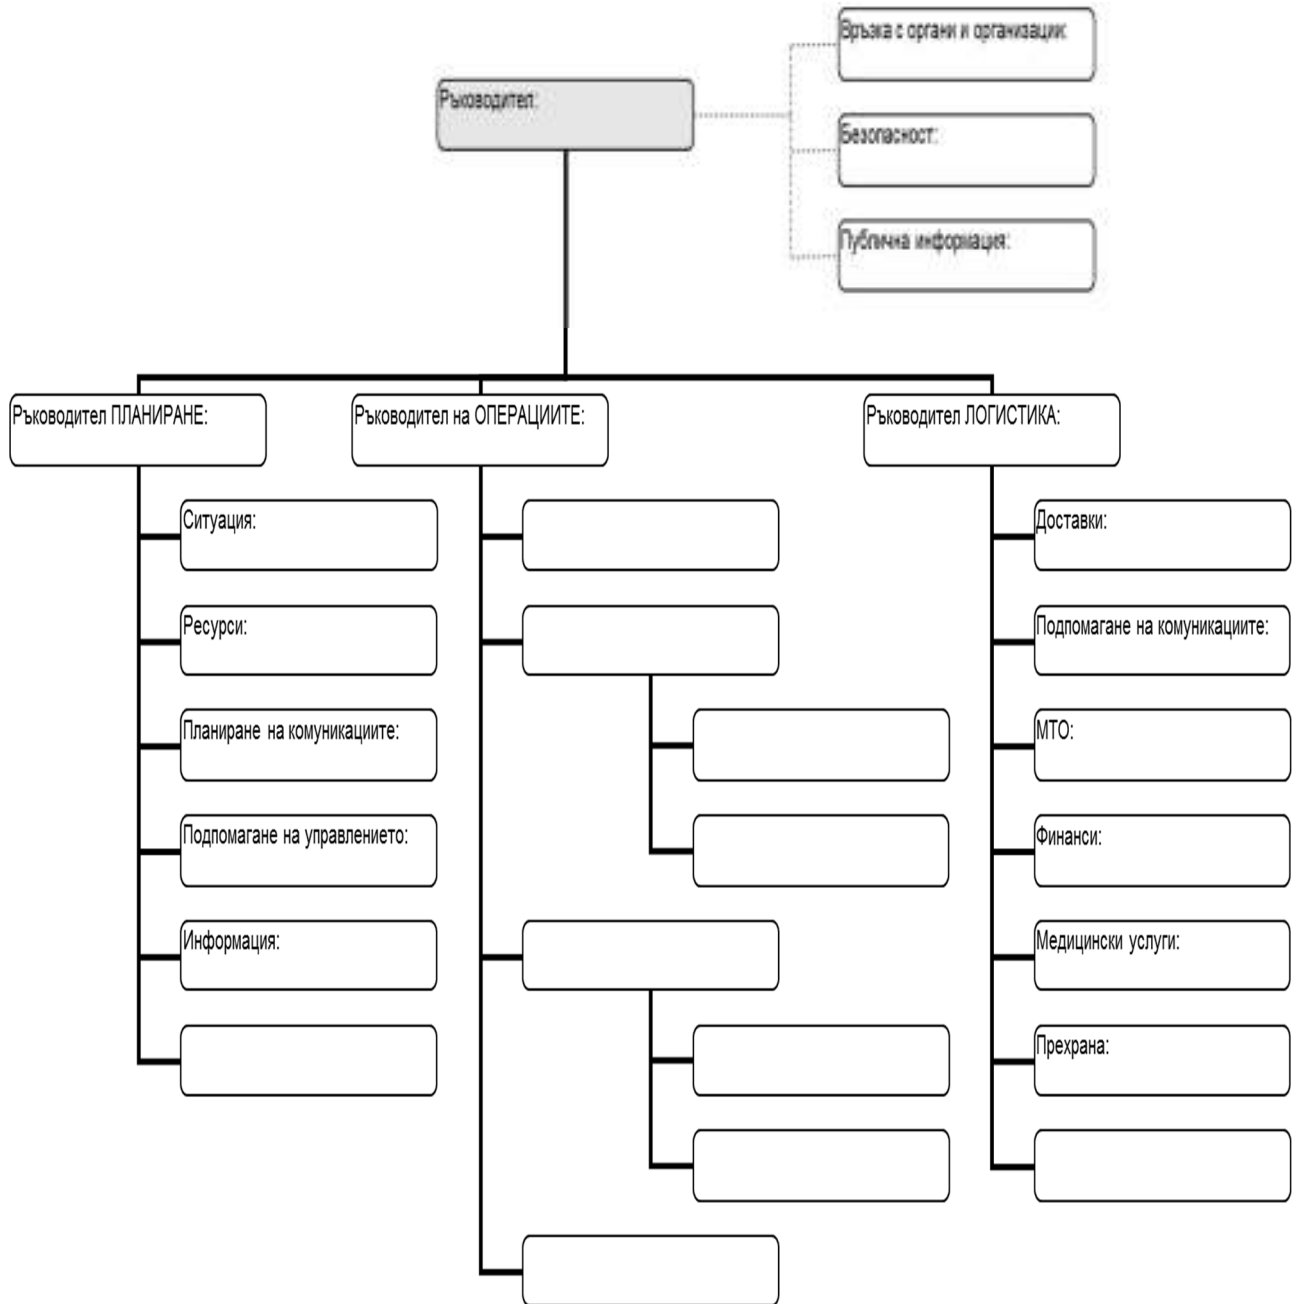 Връзка с органи и организации:
Ръководител:
Безопасност:
Публична информация:
Ръководител ПЛАНИРАНЕ:
Ръководител на ОПЕРАЦИИТЕ:
Ръководител ЛОГИСТИКА:
Ситуация:
Ресурси:
Планиране на комуникациите:
Подпомагане на управлението:
Информация:
Доставки:
Подпомагане на комуникациите:
МТО:
Финанси:
Медицински услуги:
Прехрана: